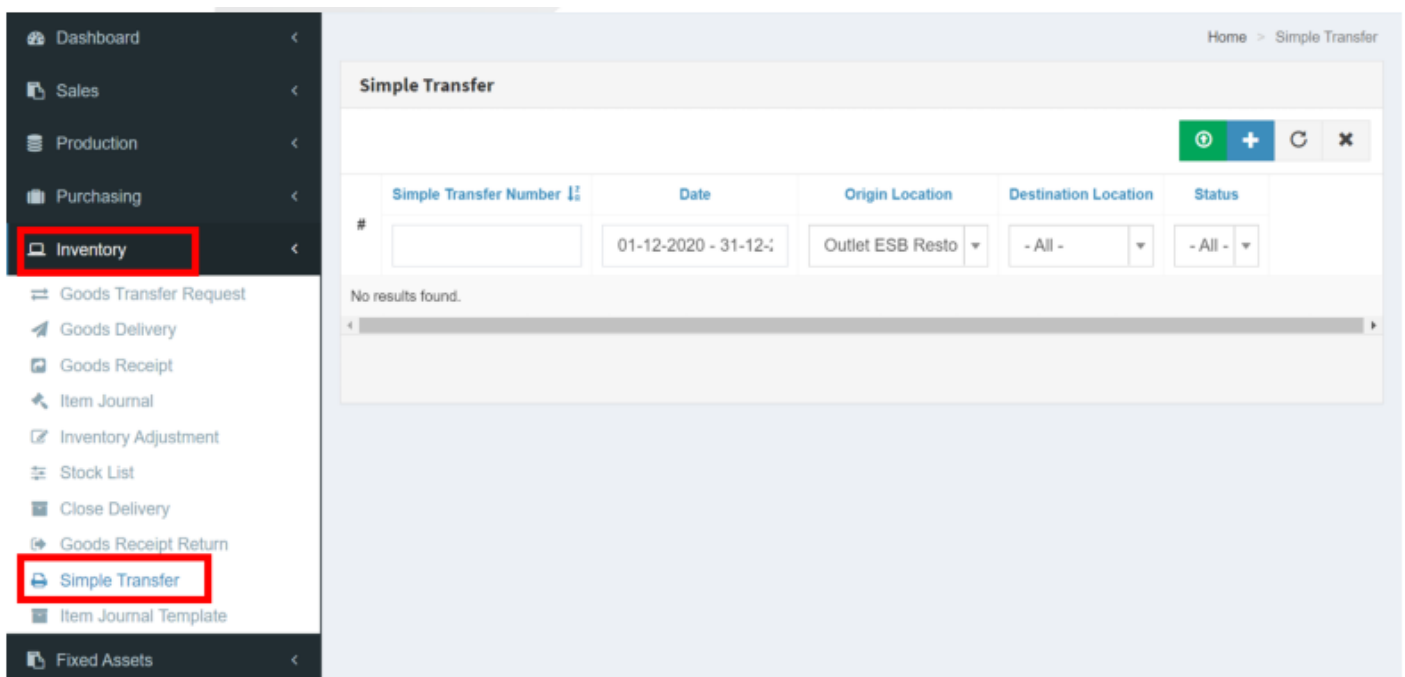 Dashboard
Sales
Production
Purchasing
Inventory
Goods Transfer Request
Goods Delivery
Goods Receipt
Item Journal
Inventory Adjustment
Stock List
Close Delivery
Goods Receipt Return
Simple Transfer
Item Journal Template
Fixed Assets
Home > Simple Transfer
Simple Transfer
# Simple Transfer Number Date Origin Location Destination Location Status
01-12-2020 - 31-12-2 Outlet ESB Resto - All - - All -
No results found.